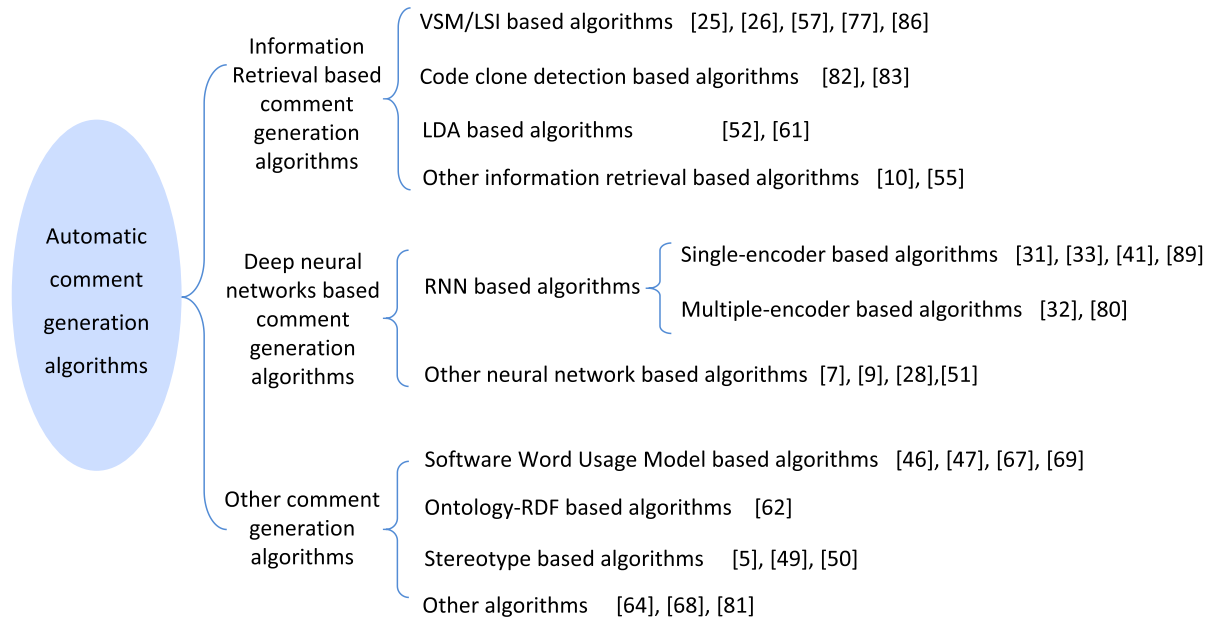 Automatic
comment
generation
algorithms
Information
Retrieval based
comment
generation
algorithms
VSM/LSI based algorithms [25], [26], [57], [77], [86]
Code clone detection based algorithms [82], [83]
LDA based algorithms [52], [61]
Other information retrieval based algorithms [10], [55]
Deep neural
networks based
comment
generation
algorithms
RNN based algorithms
Single-encoder based algorithms [31], [33], [41], [89]
Multiple-encoder based algorithms [32], [80]
Other neural network based algorithms [7], [9], [28],[51]
Other comment
generation
algorithms
Software Word Usage Model based algorithms [46], [47], [67], [69]
Ontology-RDF based algorithms [62]
Stereotype based algorithms [5], [49], [50]
Other algorithms [64], [68], [81]